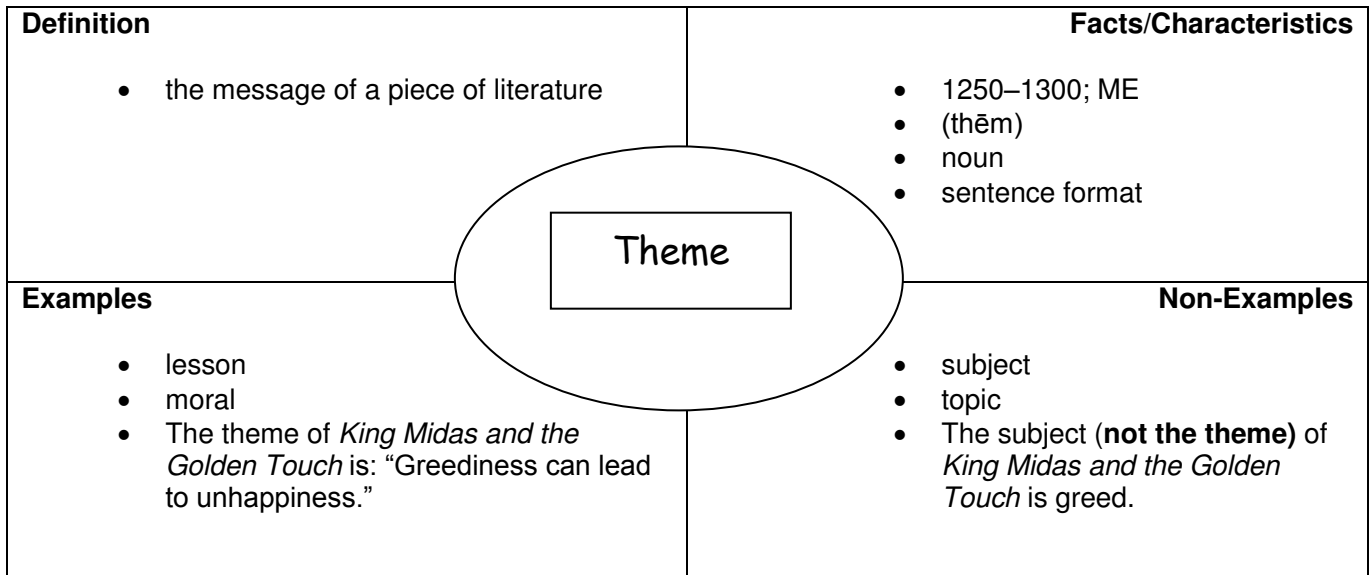 Definition
• the message of a piece of literature
Facts/Characteristics
• 1250–1300; ME
• (thēm)
• noun
• sentence format
Theme
Examples
• lesson
• moral
• The theme of King Midas and the
Golden Touch is: “Greediness can lead
to unhappiness.”
Non-Examples
• subject
• topic
• The subject (not the theme) of
King Midas and the Golden
Touch is greed.